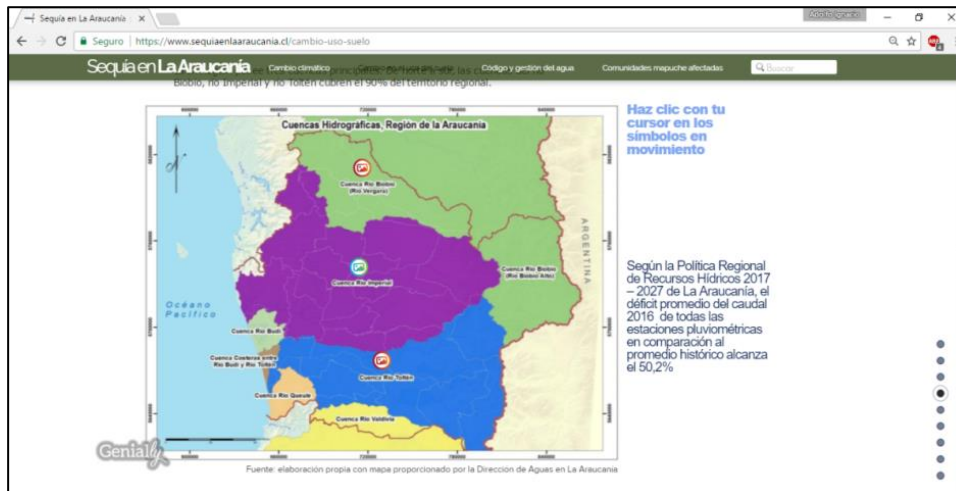 Sequía en La Araucanía
Adolfo Ignacio
Seguro | https://www.sequiaenlaaraucania.cl/cambio-uso-suelo
Sequía en La Araucanía
Cambio climático
Código y gestión del agua
Comunidades mapuche afectadas
Buscar
Biobío, río Imperial y río Toltén cubren el 90% del territorio regional.
Cuencas Hidrográficas, Región de la Araucanía
Haz clic con tu
cursor en los
símbolos en
movimiento
Cuenca Río Biobío
(Río Vergara)
Cuenca Río Imperial
Cuenca Río Biobío
(Río Biobío Alto)
ARGENTINA
Océano
Pacífico
Cuenca Río Budi
Cuenca Costeras entre
Río Budi y Río Toltén
Cuenca Río Toltén
Cuenca Río Queule
Cuenca Río Valdivia
Según la Política Regional
de Recursos Hídricos 2017
– 2027 de La Araucanía, el
déficit promedio del caudal
2016 de todas las
estaciones pluviométricas
en comparación al
promedio histórico alcanza
el 50,2%
Genially
Fuente: elaboración propia con mapa proporcionado por la Dirección de Aguas en La Araucania